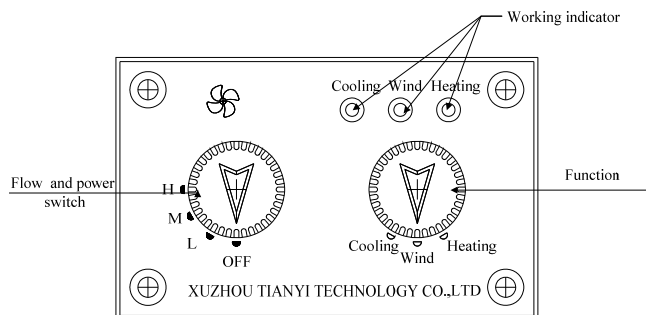 Working indicator
Cooling Wind Heating
Flow and power
switch
H
M
L
OFF
Function
Cooling
Wind
Heating
XUZHOU TIANYI TECHNOLOGY CO.,LTD